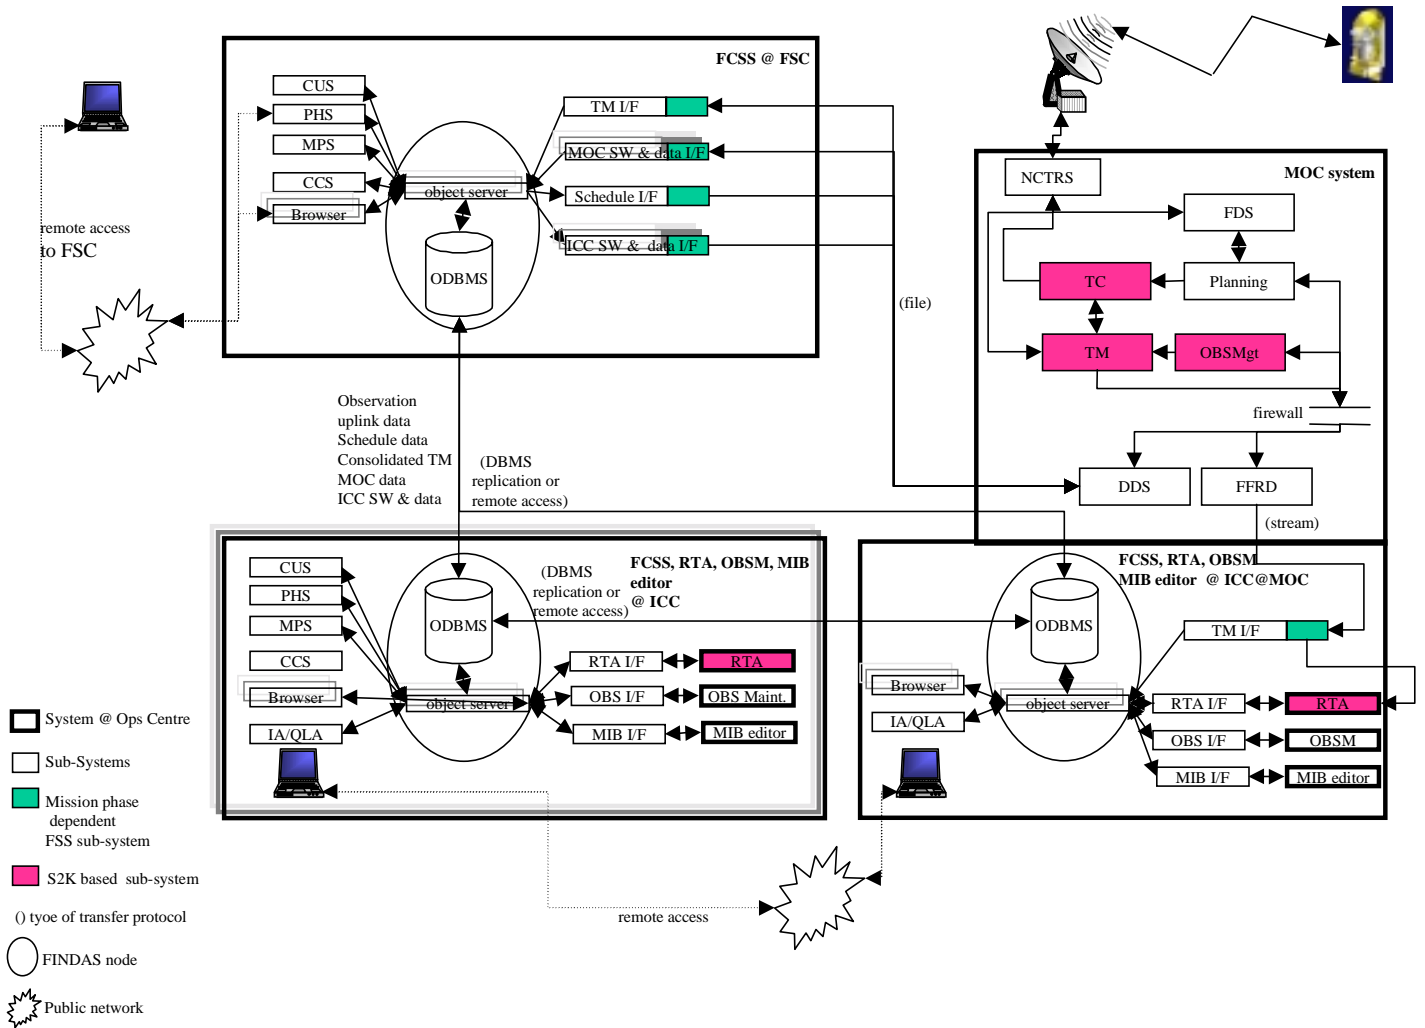 FCSS @ FSC
CUS
PHS
MPS
CCS
Browser
object server
ODBMS
TM I/F
MOC SW & data I/F
Schedule I/F
ICC SW & data I/F
remote access
to FSC
(file)
MOC system
NCTRS
FDS
TC
Planning
TM
OBSMgt
firewall
DDS
FFRD
(stream)
Observation
uplink data
Schedule data
Consolidated TM
MOC data
ICC SW & data
(DBMS
replication or
remote access)
FCSS, RTA, OBSM, MIB
editor
@ ICC
CUS
PHS
MPS
CCS
Browser
IA/QLA
ODBMS
object server
(DBMS
replication or
remote access)
RTA I/F
RTA
OBS I/F
OBS Maint.
MIB I/F
MIB editor
FCSS, RTA, OBSM
MIB editor @ ICC@MOC
ODBMS
object server
Browser
IA/QLA
TM I/F
RTA I/F
RTA
OBS I/F
OBSM
MIB I/F
MIB editor
remote access
System @ Ops Centre
Sub-Systems
Mission phase
dependent
FSS sub-system
S2K based sub-system
() tyoe of transfer protocol
FINDAS node
Public network